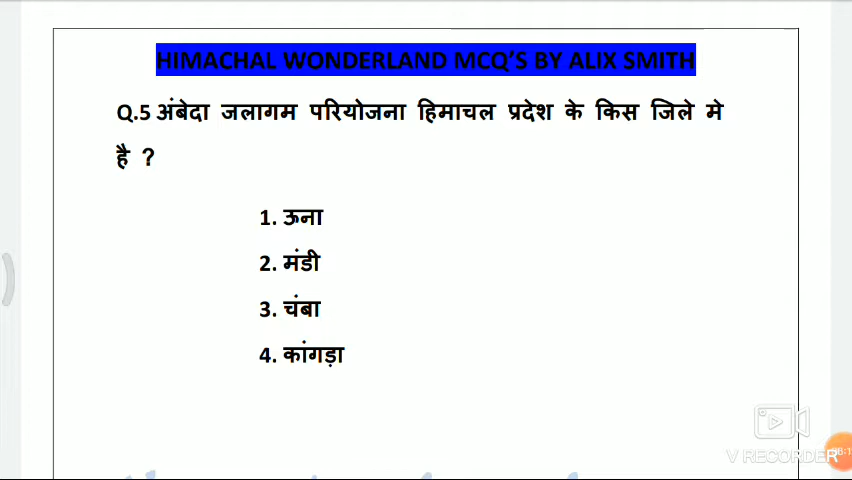 HIMACHAL WONDERLAND MCQ'S BY ALIX SMITH
Q.5 अंबेदा जलागम परियोजना हिमाचल प्रदेश के किस जिले मे
है ?
1. ऊना
2. मंडी
3. चंबा
4. कांगड़ा
V RECORDER